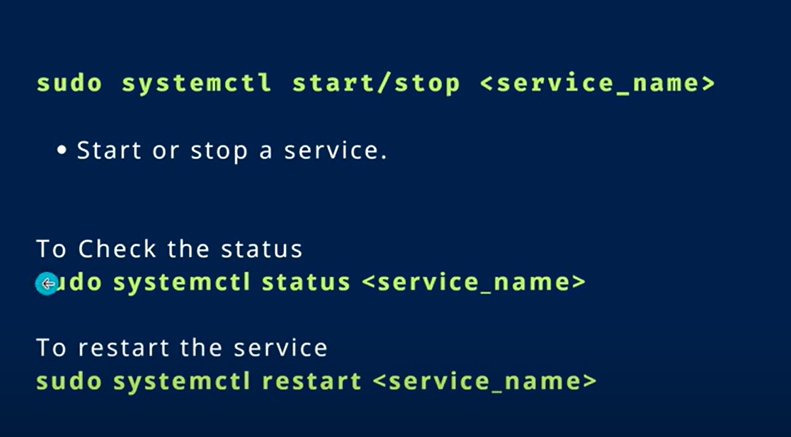 sudo systemctl start/stop <service_name>
• Start or stop a service.
To Check the status
udo systemctl status <service_name>
To restart the service
sudo systemctl restart <service_name>